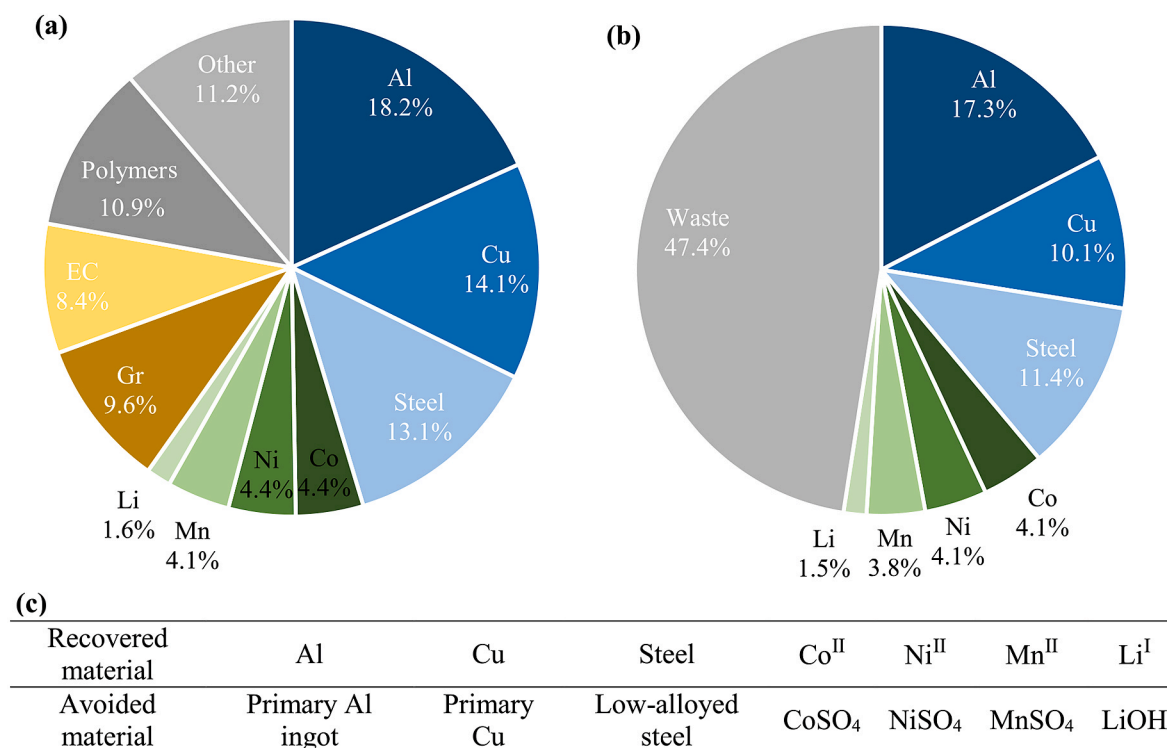 (a)
Other
11.2%
Al
18.2%
Polymers
10.9%
Cu
14.1%
EC
8.4%
Gr
9.6%
Steel
13.1%
Ni
4.4%
Co
4.4%
Li
1.6%
Mn
4.1%
(b)
Al
17.3%
Waste
47.4%
Cu
10.1%
Steel
11.4%
Co
4.1%
Ni
4.1%
Mn
3.8%
Li
1.5%
(c)
Recovered material Al Cu Steel Co^II Ni^II Mn^II Li^I
Avoided material Primary Al ingot Primary Cu Low-alloyed steel CoSO₄ NiSO₄ MnSO₄ LiOH